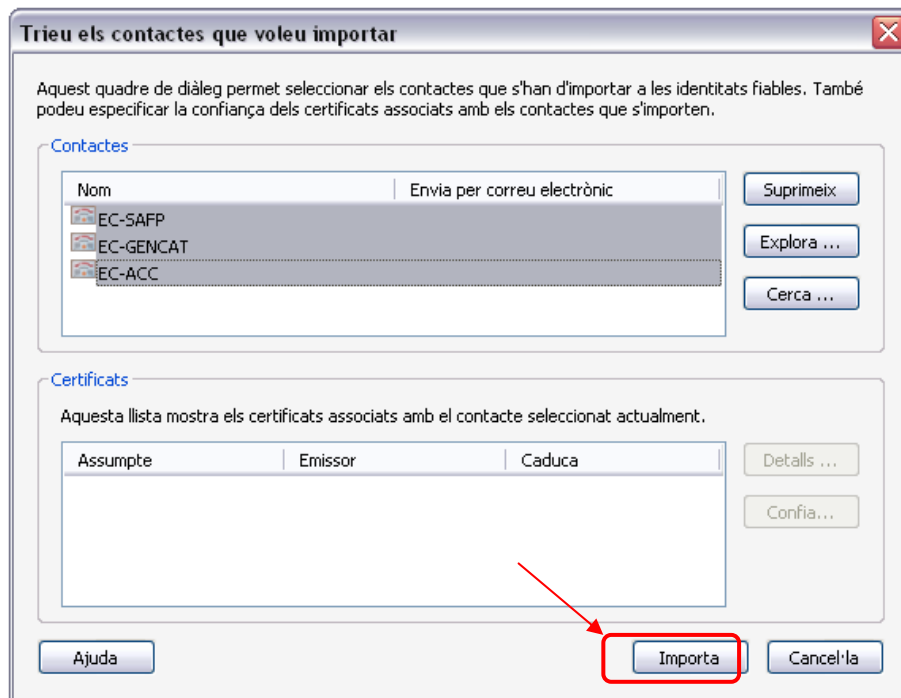 Trieu els contactes que voleu importar
Aquest quadre de diàleg permet seleccionar els contactes que s'han d'importar a les identitats fiables. També
podeu especificar la confiança dels certificats associats amb els contactes que s'importen.
Contactes
Nom Envia per correu electrònic
EC-SAFP
EC-GENCAT
EC-ACC
Suprimeix
Explora ...
Cerca ...
Certificats
Aquesta llista mostra els certificats associats amb el contacte seleccionat actualment.
Assumpte Emissor Caduca
Detalls ...
Confia...
Ajuda Importa Cancel·la